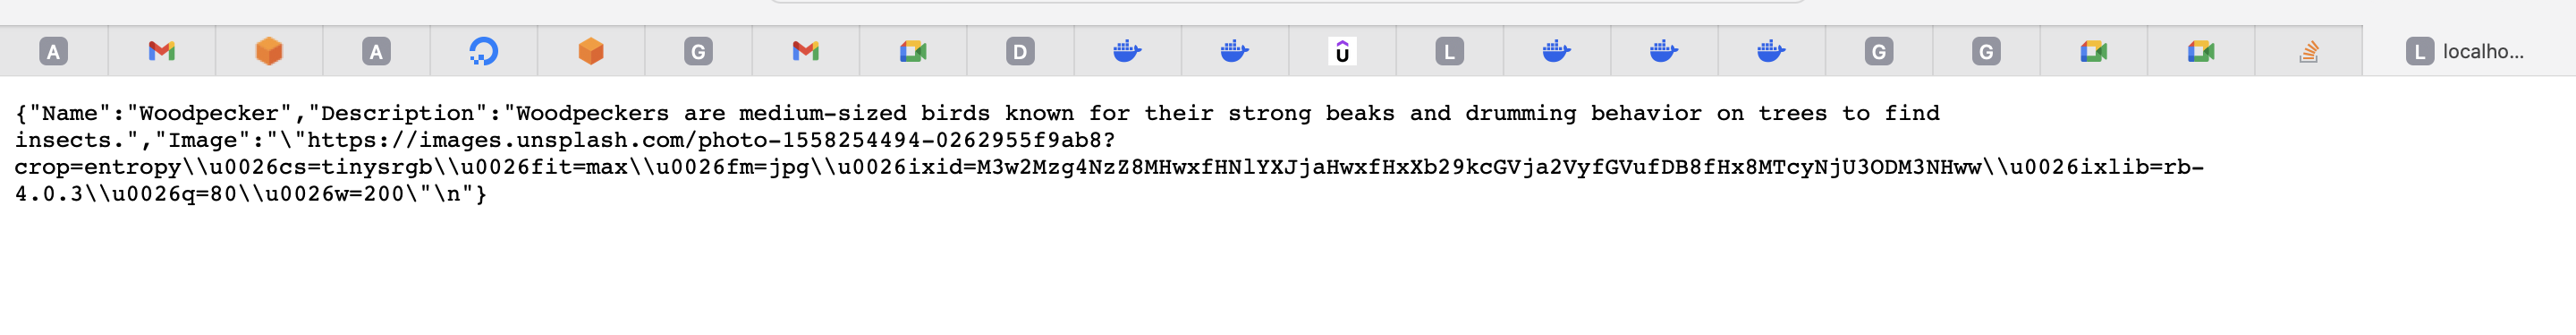 A A G D L G G L localho...
{"Name":"Woodpecker","Description":"Woodpeckers are medium-sized birds known for their strong beaks and drumming behavior on trees to find
insects.","Image":"\"https://images.unsplash.com/photo-1558254494-0262955f9ab8?
crop=entropy\\u0026cs=tinysrgb\\u0026fit=max\\u0026fm=jpg\\u0026ixid=M3w2Mzg4NzZ8MHwxfHNlYXJjaHwxfHxXb29kcGVja2VyfGVufDB8fHx8MTcyNjU3ODM3NHww\\u0026ixlib=rb-
4.0.3\\u0026q=80\\u0026w=200\"\n"}